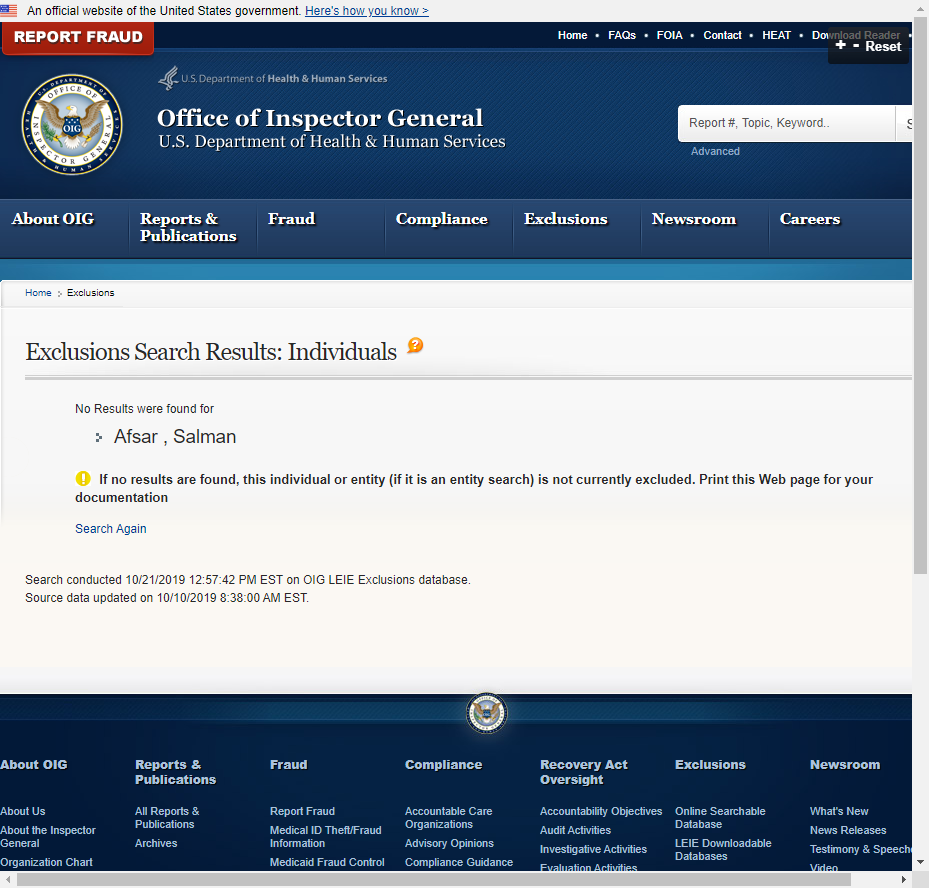 An official website of the United States government. Here's how you know >
REPORT FRAUD
Home • FAQs • FOIA • Contact • HEAT • Download Reader •
+ - Reset
U.S. Department of Health & Human Services
Office of Inspector General
U.S. Department of Health & Human Services
Report #, Topic, Keyword.. S
Advanced
OIG
About OIG
Reports &
Publications
Fraud
Compliance
Exclusions
Newsroom
Careers
Home Exclusions
Exclusions Search Results: Individuals ?
No Results were found for
Afsar , Salman
If no results are found, this individual or entity (if it is an entity search) is not currently excluded. Print this Web page for your
documentation
Search Again
Search conducted 10/21/2019 12:57:42 PM EST on OIG LEIE Exclusions database.
Source data updated on 10/10/2019 8:38:00 AM EST.
About OIG
About Us
About the Inspector
General
Organization Chart
Reports &
Publications
All Reports &
Publications
Archives
Fraud
Report Fraud
Medical ID Theft/Fraud
Information
Medicaid Fraud Control
Compliance
Accountable Care
Organizations
Advisory Opinions
Compliance Guidance
Recovery Act
Oversight
Accountability Objectives
Audit Activities
Investigative Activities
Evaluation Activities
Exclusions
Online Searchable
Database
LEIE Downloadable
Databases
Newsroom
What's New
News Releases
Testimony & Speech
Video